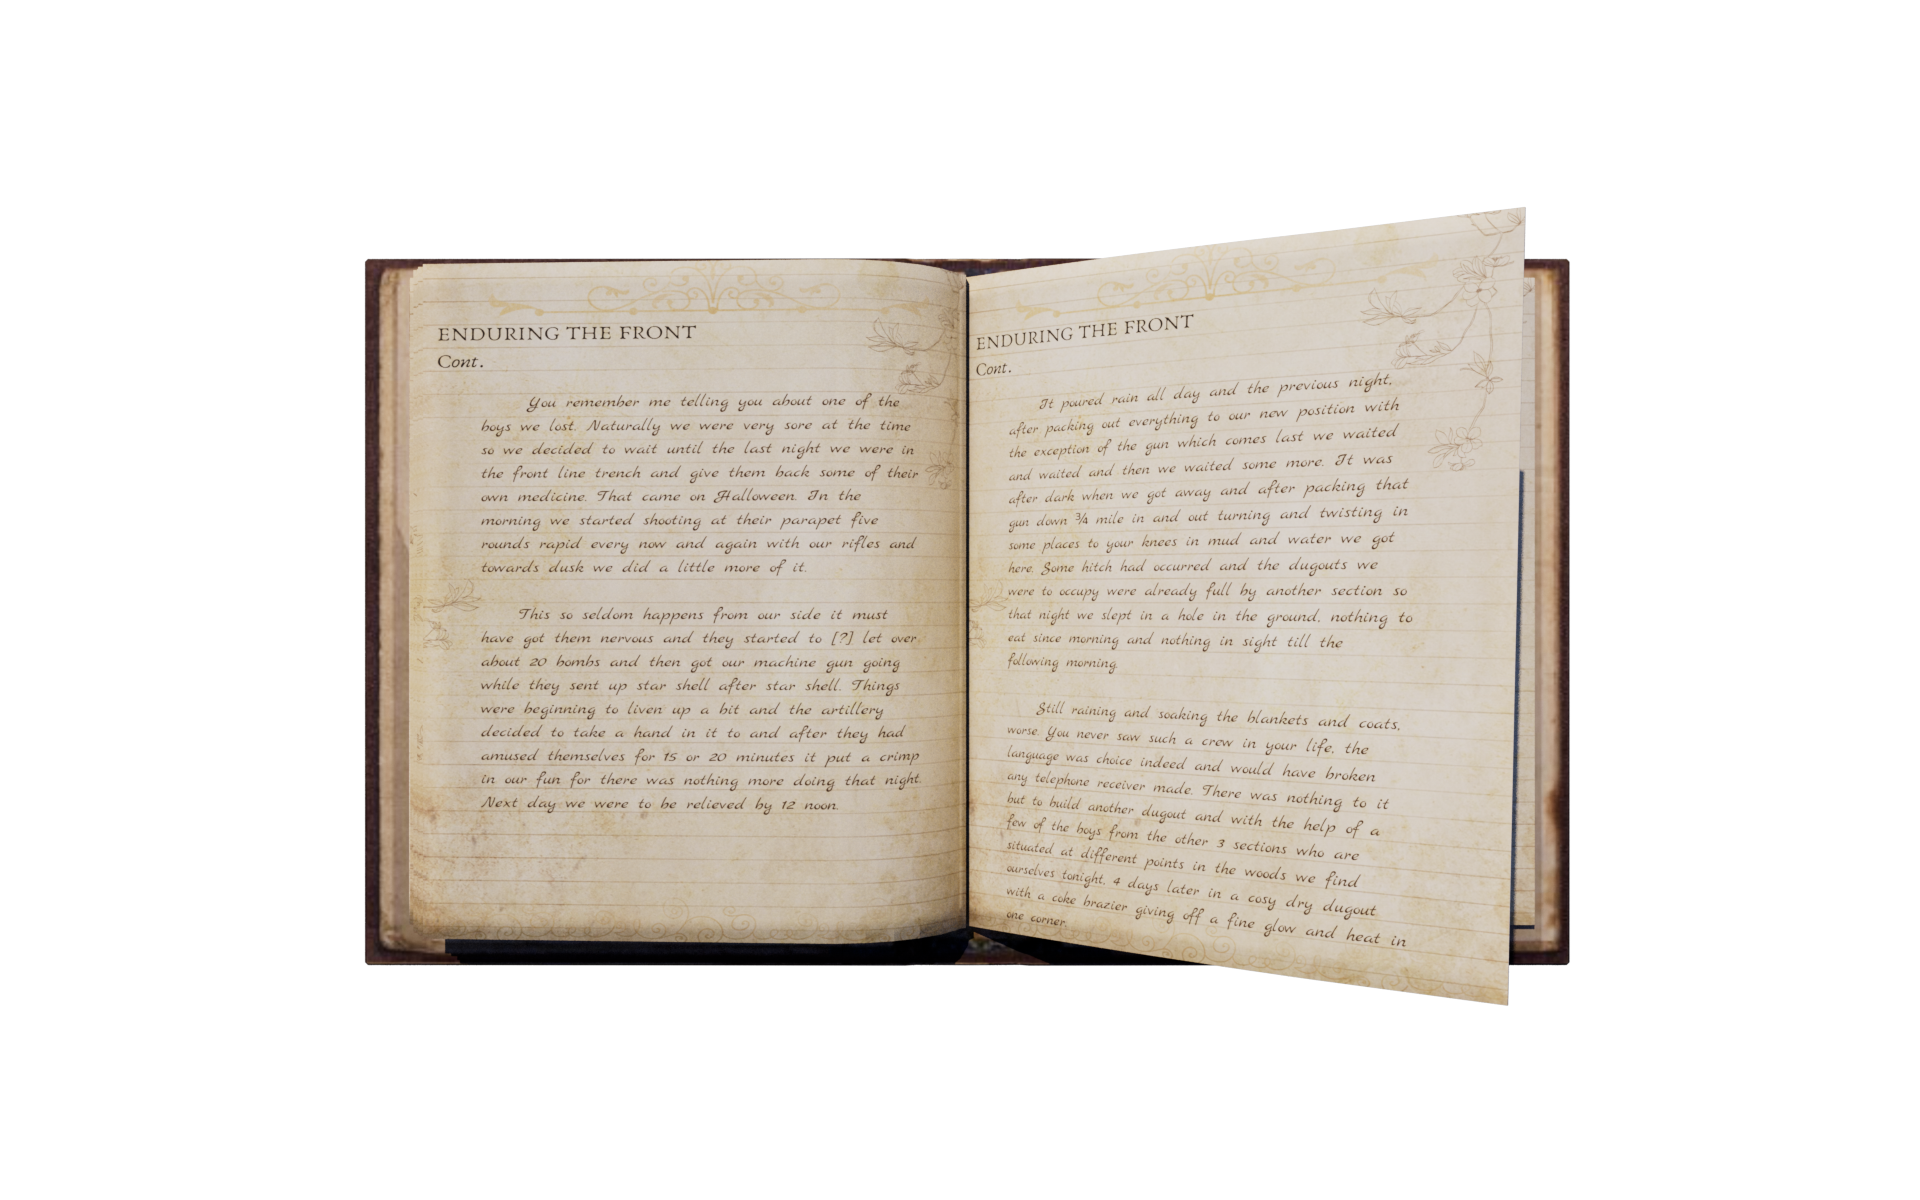 ENDURING THE FRONT
Cont.
You remember me telling you about one of the
boys we lost. Naturally we were very sore at the time
so we decided to wait until the last night we were in
the front line trench and give them back some of their
own medicine. That came on Halloween. In the
morning we started shooting at their parapet five
rounds rapid every now and again with our rifles and
towards dusk we did a little more of it.
This so seldom happens from our side it must
have got them nervous and they started to [?] let over
about 20 bombs and then got our machine gun going
while they sent up star shell after star shell. Things
were beginning to liven up a bit and the artillery
decided to take a hand in it to and after they had
amused themselves for 15 or 20 minutes it put a crimp
in our fun for there was nothing more doing that night.
Next day we were to be relieved by 12 noon.
ENDURING THE FRONT
Cont.
It poured rain all day and the previous night,
after packing out everything to our new position with
the exception of the gun which comes last we waited
and waited and then we waited some more. It was
after dark when we got away and after packing that
gun down ¾ mile in and out turning and twisting in
some places to your knees in mud and water we got
here. Some hitch had occurred and the dugouts we
were to occupy were already full by another section so
that night we slept in a hole in the ground, nothing to
eat since morning and nothing in sight till the
following morning.
Still raining and soaking the blankets and coats,
worse. You never saw such a crew in your life, the
language was choice indeed and would have broken
any telephone receiver made. There was nothing to it
but to build another dugout and with the help of a
few of the boys from the other 3 sections who are
situated at different points in the woods we find
ourselves tonight, 4 days later in a cosy dry dugout
with a coke brazier giving off a fine glow and heat in
one corner.